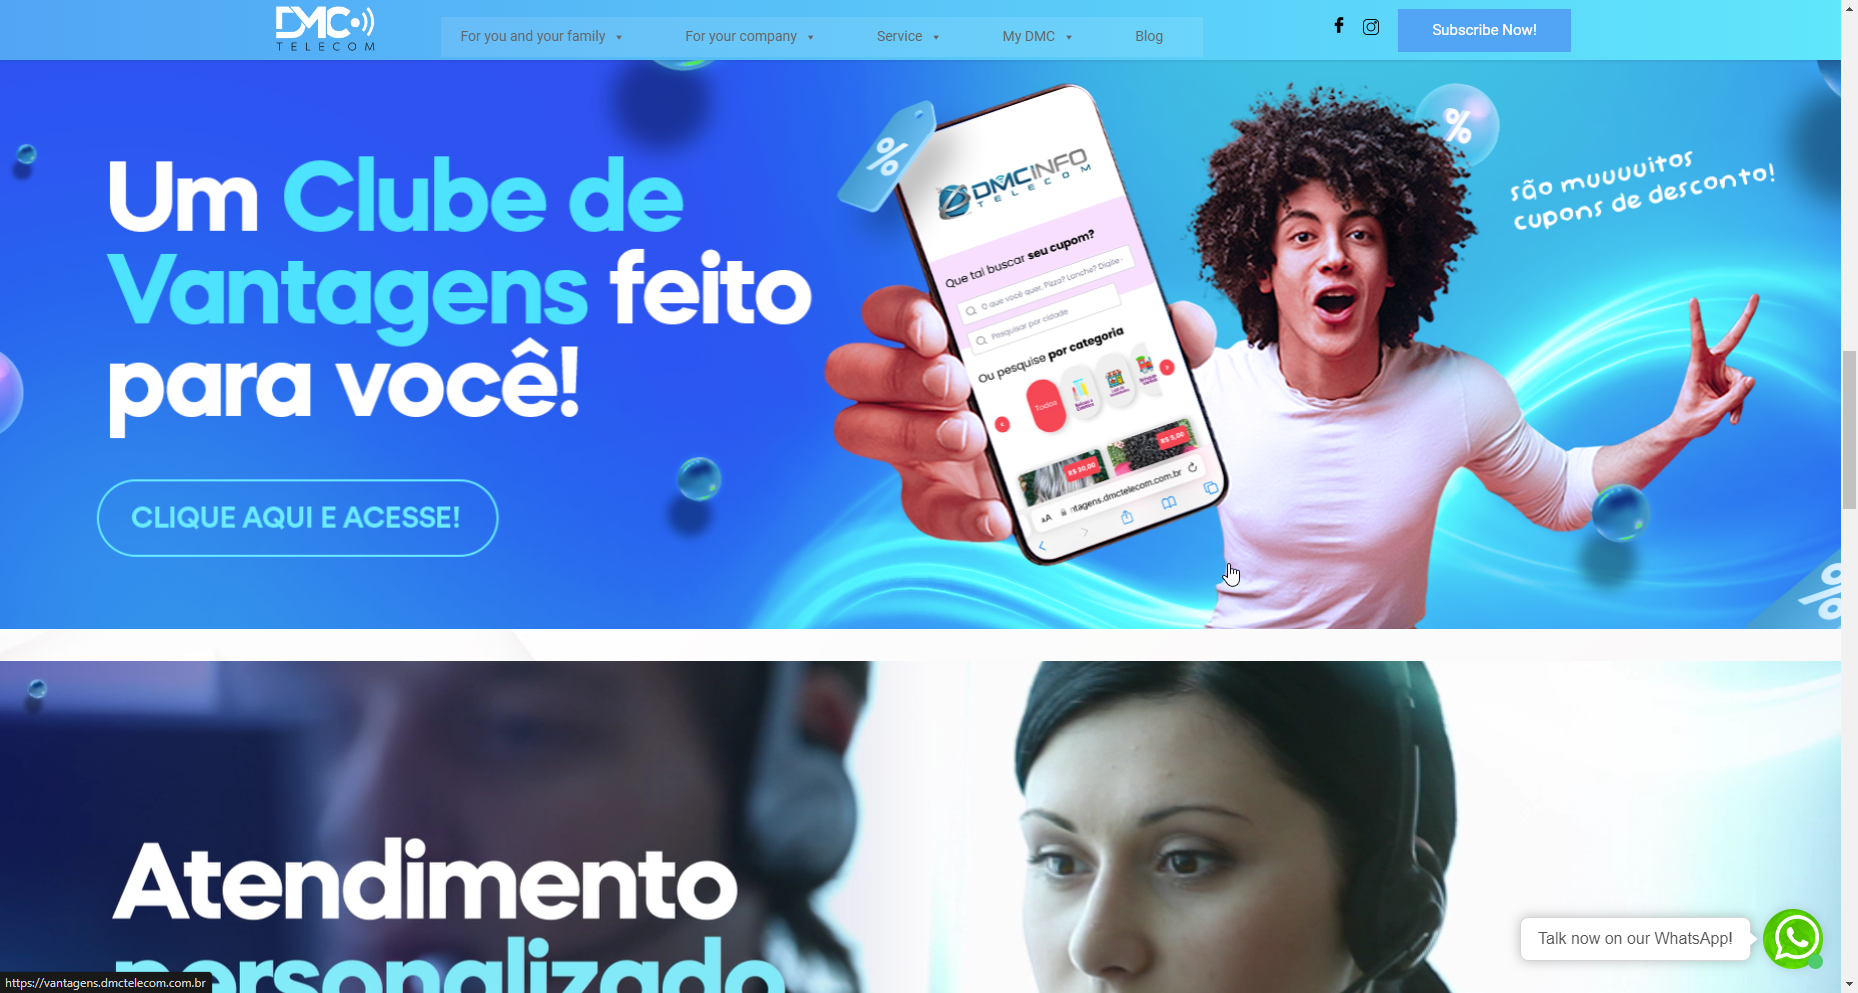 DMC
TELECOM
For you and your family
For your company
Service
My DMC
Blog
Subscribe Now!
Um Clube de
Vantagens feito
para você!
CLIQUE AQUI E ACESSE!
%
DMCINFO
TELECOM
Que tal buscar seu cupom?
O que você quer. Pizza? Lanche? Digite
Pesquisar por cidade
Ou pesquise por categoria
Todos
R$ 30,00
R$ 5,00
AA
ntagens.dmctelecom.com.br
%
são muuuuitos
cupons de desconto!
%
Atendimento
personalizado
Talk now on our WhatsApp!
https://vantagens.dmctelecom.com.br